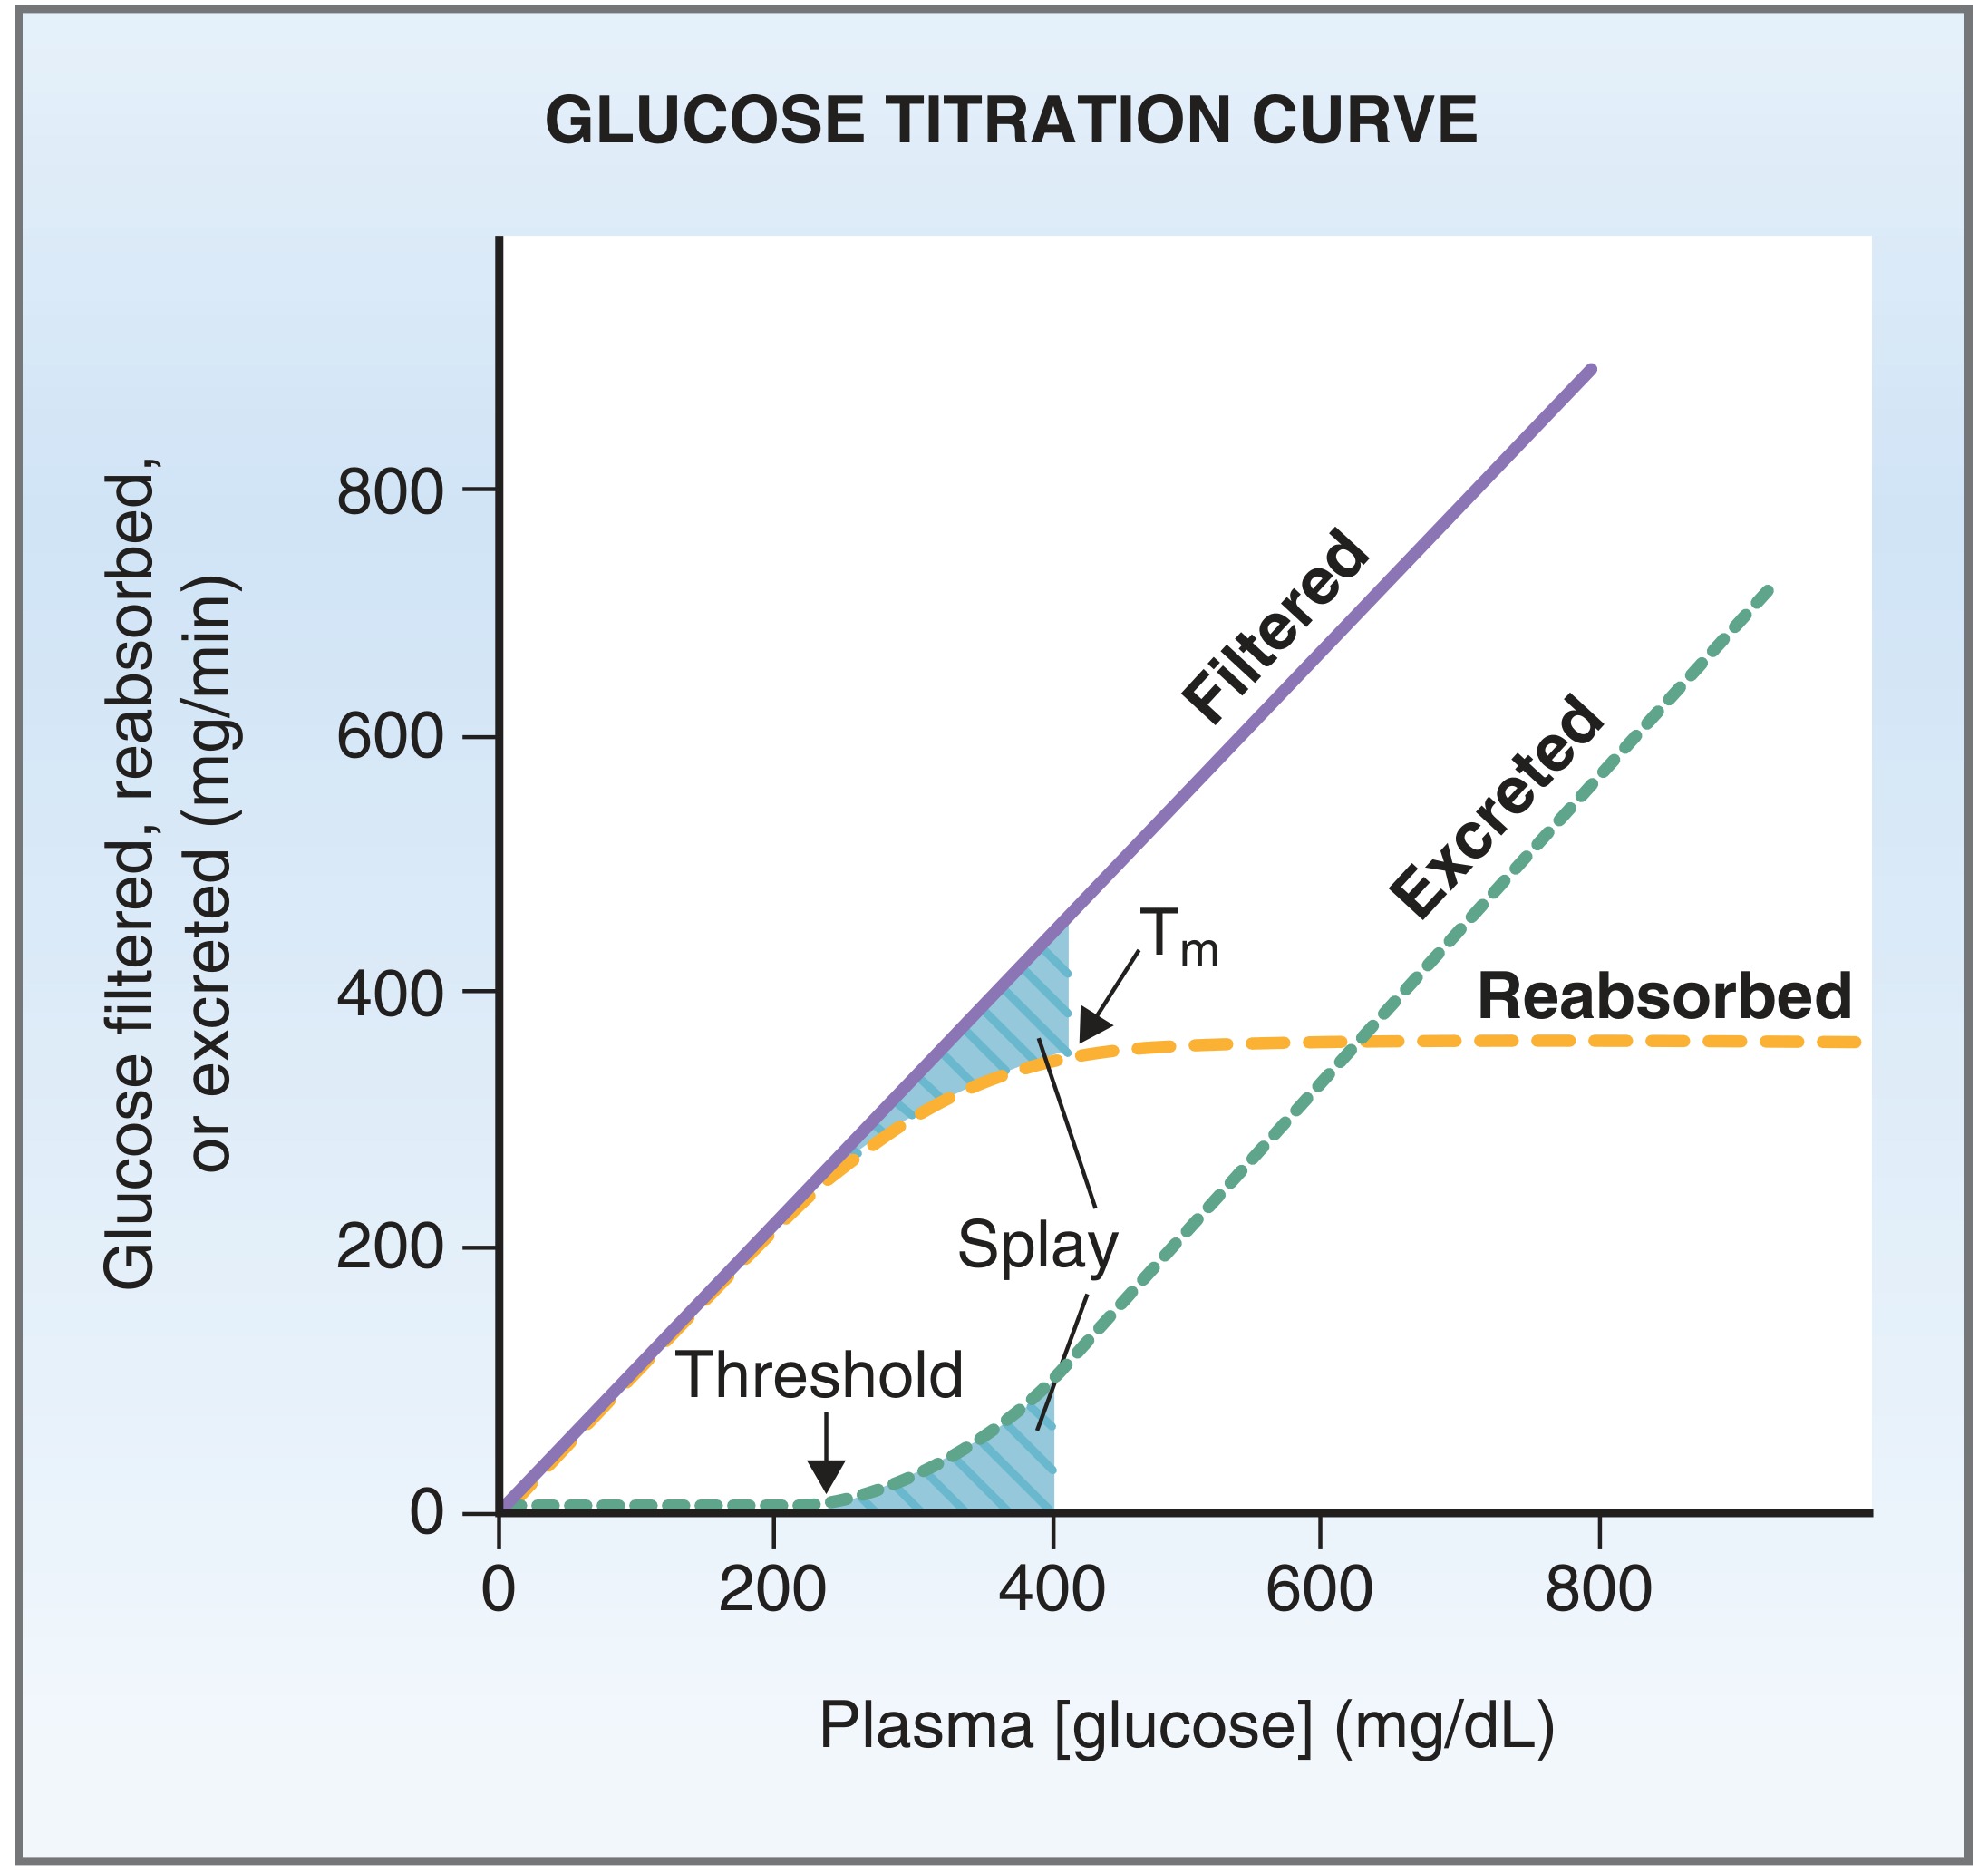 GLUCOSE TITRATION CURVE
Glucose filtered, reabsorbed,
or excreted (mg/min)
800
600
400
200
0
Filtered
Excreted
Tm
Reabsorbed
Splay
Threshold
0
200
400
600
800
Plasma [glucose] (mg/dL)